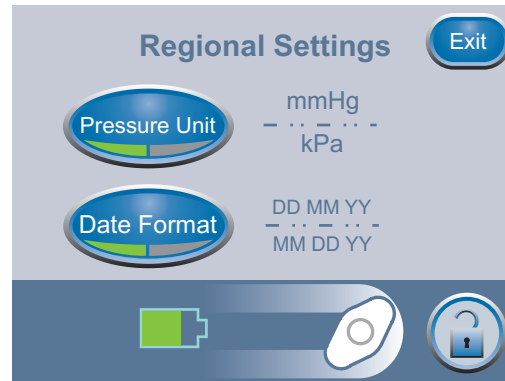 Regional Settings
Exit
Pressure Unit
mmHg
kPa
Date Format
DD MM YY
MM DD YY